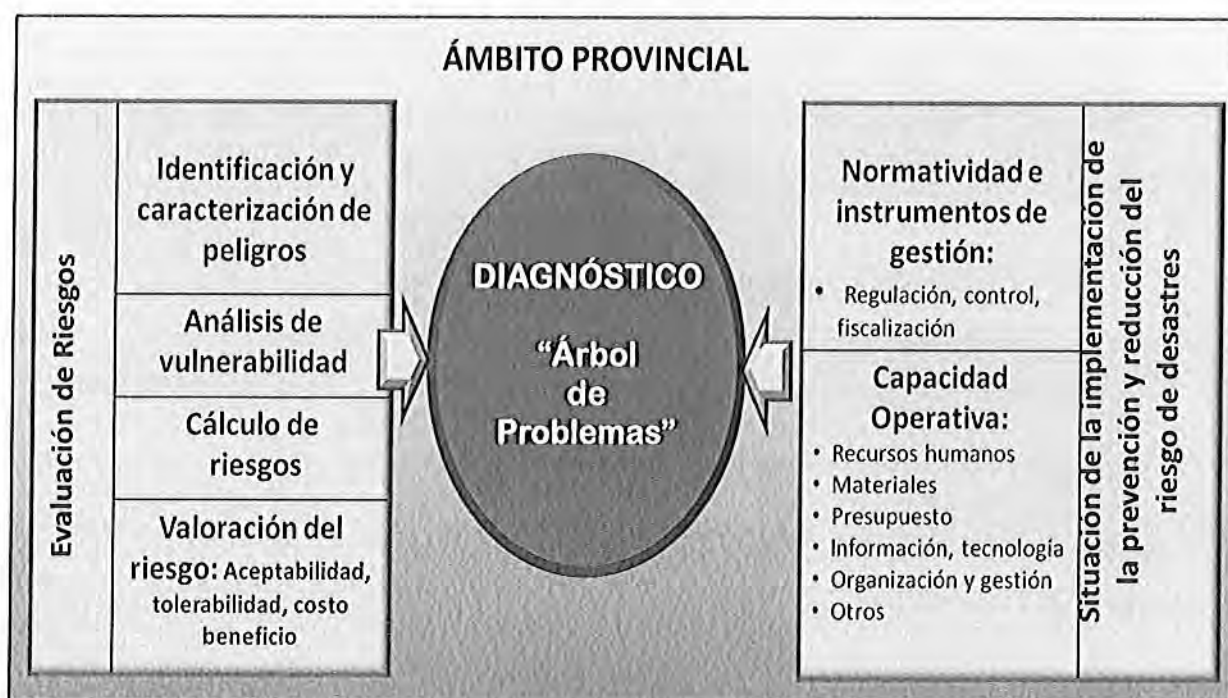 ÁMBITO PROVINCIAL
Evaluación de Riesgos
Identificación y
caracterización de
peligros
Análisis de
vulnerabilidad
Cálculo de
riesgos
Valoración del
riesgo: Aceptabilidad,
tolerabilidad, costo
beneficio
DIAGNÓSTICO
“Árbol
de
Problemas”
Normatividad e
instrumentos de
gestión:
• Regulación, control,
fiscalización
Capacidad
Operativa:
• Recursos humanos
• Materiales
• Presupuesto
• Información, tecnología
• Organización y gestión
• Otros
Situación de la implementación de
la prevención y reducción del
riesgo de desastres